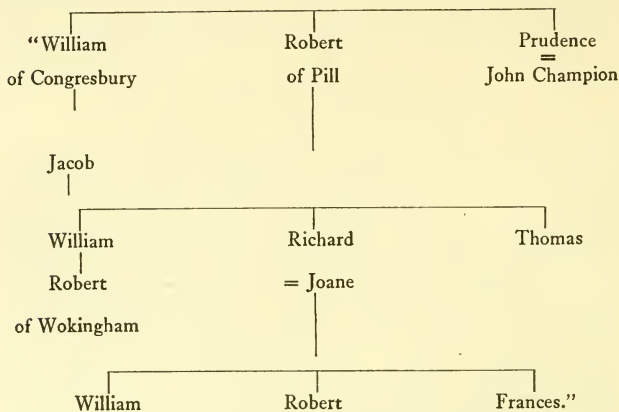 “William Robert Prudence
=
of Congresbury of Pill John Champion
Jacob
William Richard Thomas
Robert = Joane
of Wokingham
William Robert Frances.”